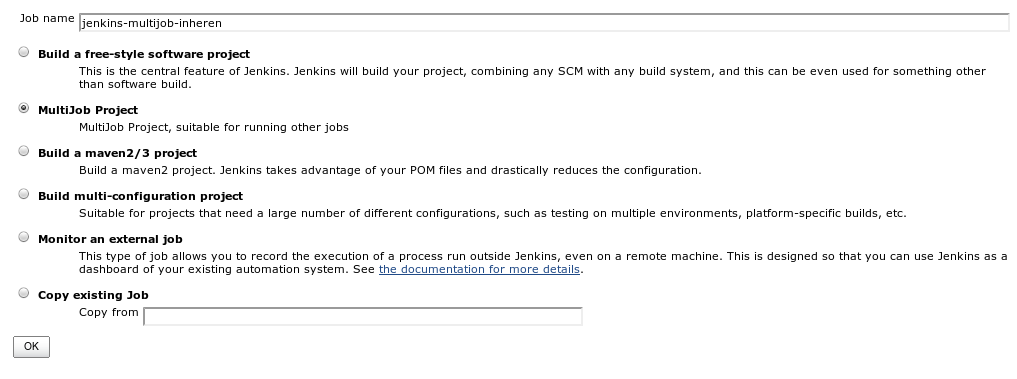 Job name jenkins-multijob-inheren
Build a free-style software project
This is the central feature of Jenkins. Jenkins will build your project, combining any SCM with any build system, and this can be even used for something other
than software build.
MultiJob Project
MultiJob Project, suitable for running other jobs
Build a maven2/3 project
Build a maven2 project. Jenkins takes advantage of your POM files and drastically reduces the configuration.
Build multi-configuration project
Suitable for projects that need a large number of different configurations, such as testing on multiple environments, platform-specific builds, etc.
Monitor an external job
This type of job allows you to record the execution of a process run outside Jenkins, even on a remote machine. This is designed so that you can use Jenkins as a
dashboard of your existing automation system. See the documentation for more details.
Copy existing Job
Copy from
OK